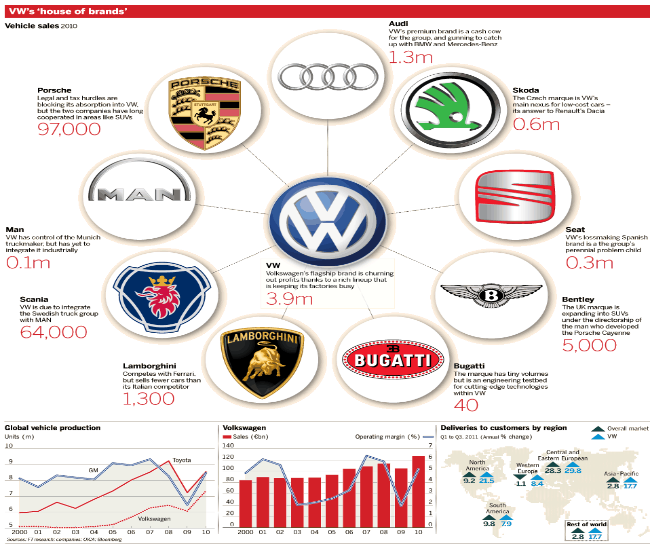 VW's 'house of brands'
Vehicle sales 2010
Audi
VW's premium brand is a cash cow
for the group, and gunning to catch
up with BMW and Mercedes-Benz
1.3m
Porsche
Legal and tax hurdles are
blocking its absorption into VW,
but the two companies have long
cooperated in areas like SUVs
97,000
PORSCHE
STUTTGART
Skoda
The Czech marque is VW's
main nexus for low-cost cars –
its answer to Renault's Dacia
0.6m
MAN
Man
VW has control of the Munich
truckmaker, but has yet to
integrate it industrially
0.1m
Seat
VW's lossmaking Spanish
brand is a the group's
perennial problem child
0.3m
VW
Volkswagen's flagship brand is churning
out profits thanks to a rich lineup that
is keeping its factories busy
3.9m
Scania
VW is due to integrate
the Swedish truck group
with MAN
64,000
B
Bentley
The UK marque is
expanding into SUVs
under the directorship of
the man who developed
the Porsche Cayenne
5,000
LAMBORGHINI
Lamborghini
Competes with Ferrari,
but sells fewer cars than
its Italian competitor
1,300
BUGATTI
Bugatti
The marque has tiny volumes
but is an engineering testbed
for cutting edge technologies
within VW
40
Global vehicle production
Units (m)
10
9
8
7
6
5
GM
Toyota
Volkswagen
2000 01 02 03 04 05 06 07 08 09 10
Sources: FT research; companies; OICA; Bloomberg
Volkswagen
Sales (€bn)
Operating margin (%)
140
120
100
80
60
40
20
0
7
6
5
4
3
2
1
0
2000 01 02 03 04 05 06 07 08 09 10
Deliveries to customers by region
Q1 to Q3, 2011 (Annual % change)
Overall market
VW
North
America
9.2 21.5
Western
Europe
-1.1 8.4
Central and
Eastern European
28.3 29.8
Asia-Pacific
2.8 17.7
South
America
9.8 7.9
Rest of world
2.8 17.7